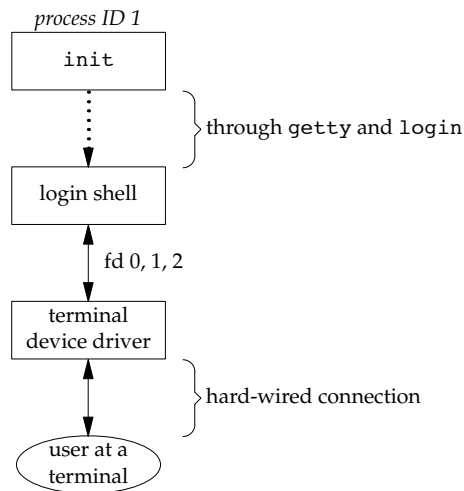 process ID 1
init
through getty and login
login shell
fd 0, 1, 2
terminal
device driver
hard-wired connection
user at a
terminal